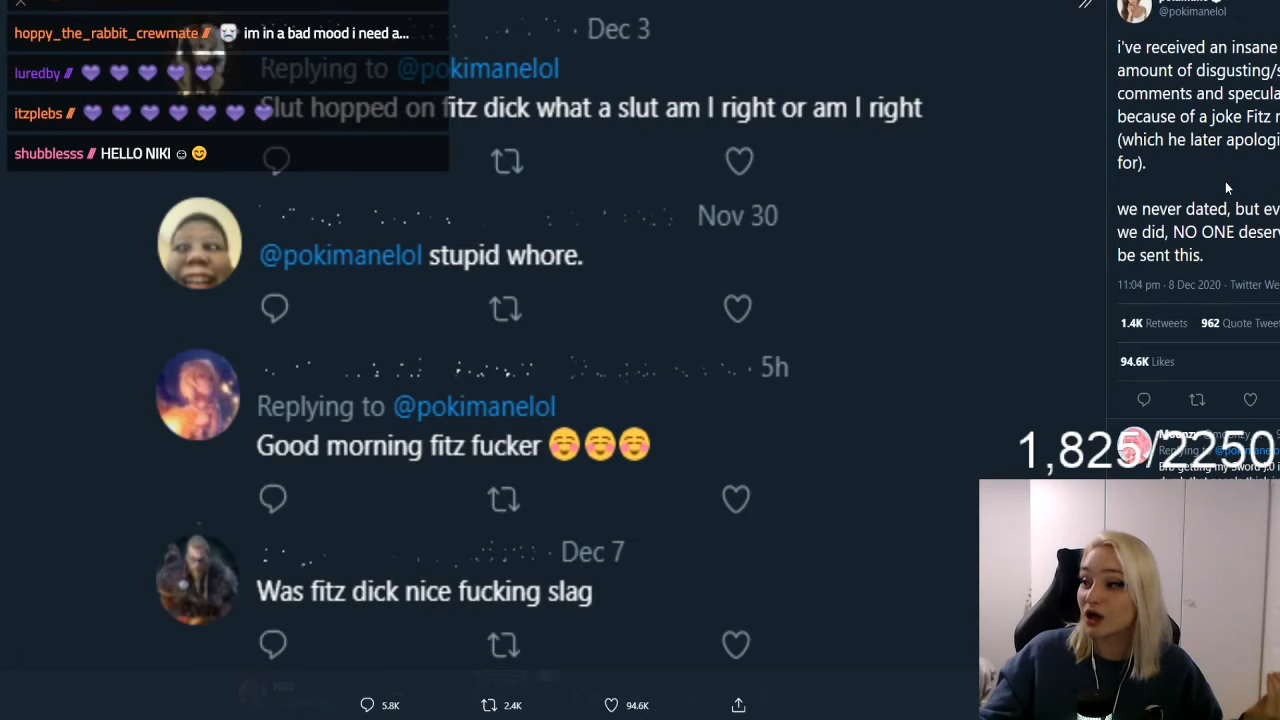 hoppy_the_rabbit_crewmate // im in a bad mood i need a...
luredby //
itzplebs //
shubblesss // HELLO NIKI ☺ 😊
Dec 3
Replying to @pokimanelol
Slut hopped on fitz dick what a slut am I right or am I right
Nov 30
@pokimanelol stupid whore.
5h
Replying to @pokimanelol
Good morning fitz fucker ☺️☺️☺️
Dec 7
Was fitz dick nice fucking slag
5.8K 2.4K 94.6K
@pokimanelol
i've received an insane
amount of disgusting/s
comments and specula
because of a joke Fitz
(which he later apologi
for).
we never dated, but ev
we did, NO ONE deser
be sent this.
11:04 pm · 8 Dec 2020 · Twitter We
1.4K Retweets 962 Quote Tweet
94.6K Likes
Replying to
1,825/2250